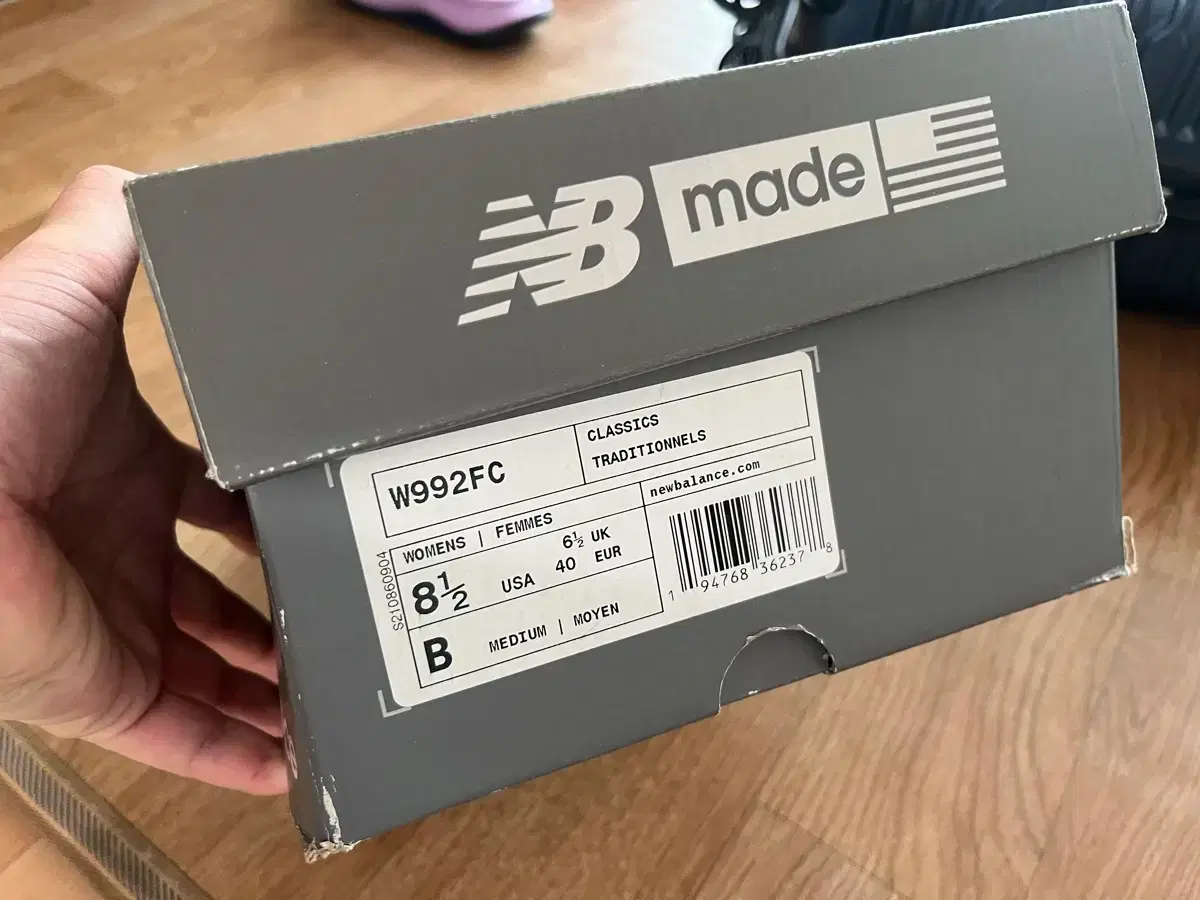 NB made
W992FC
CLASSICS
TRADITIONNELS
newbalance.com
WOMENS | FEMMES
8½ USA
6½ UK
40 EUR
B MEDIUM | MOYEN
S210860904
1 94768 36237 8